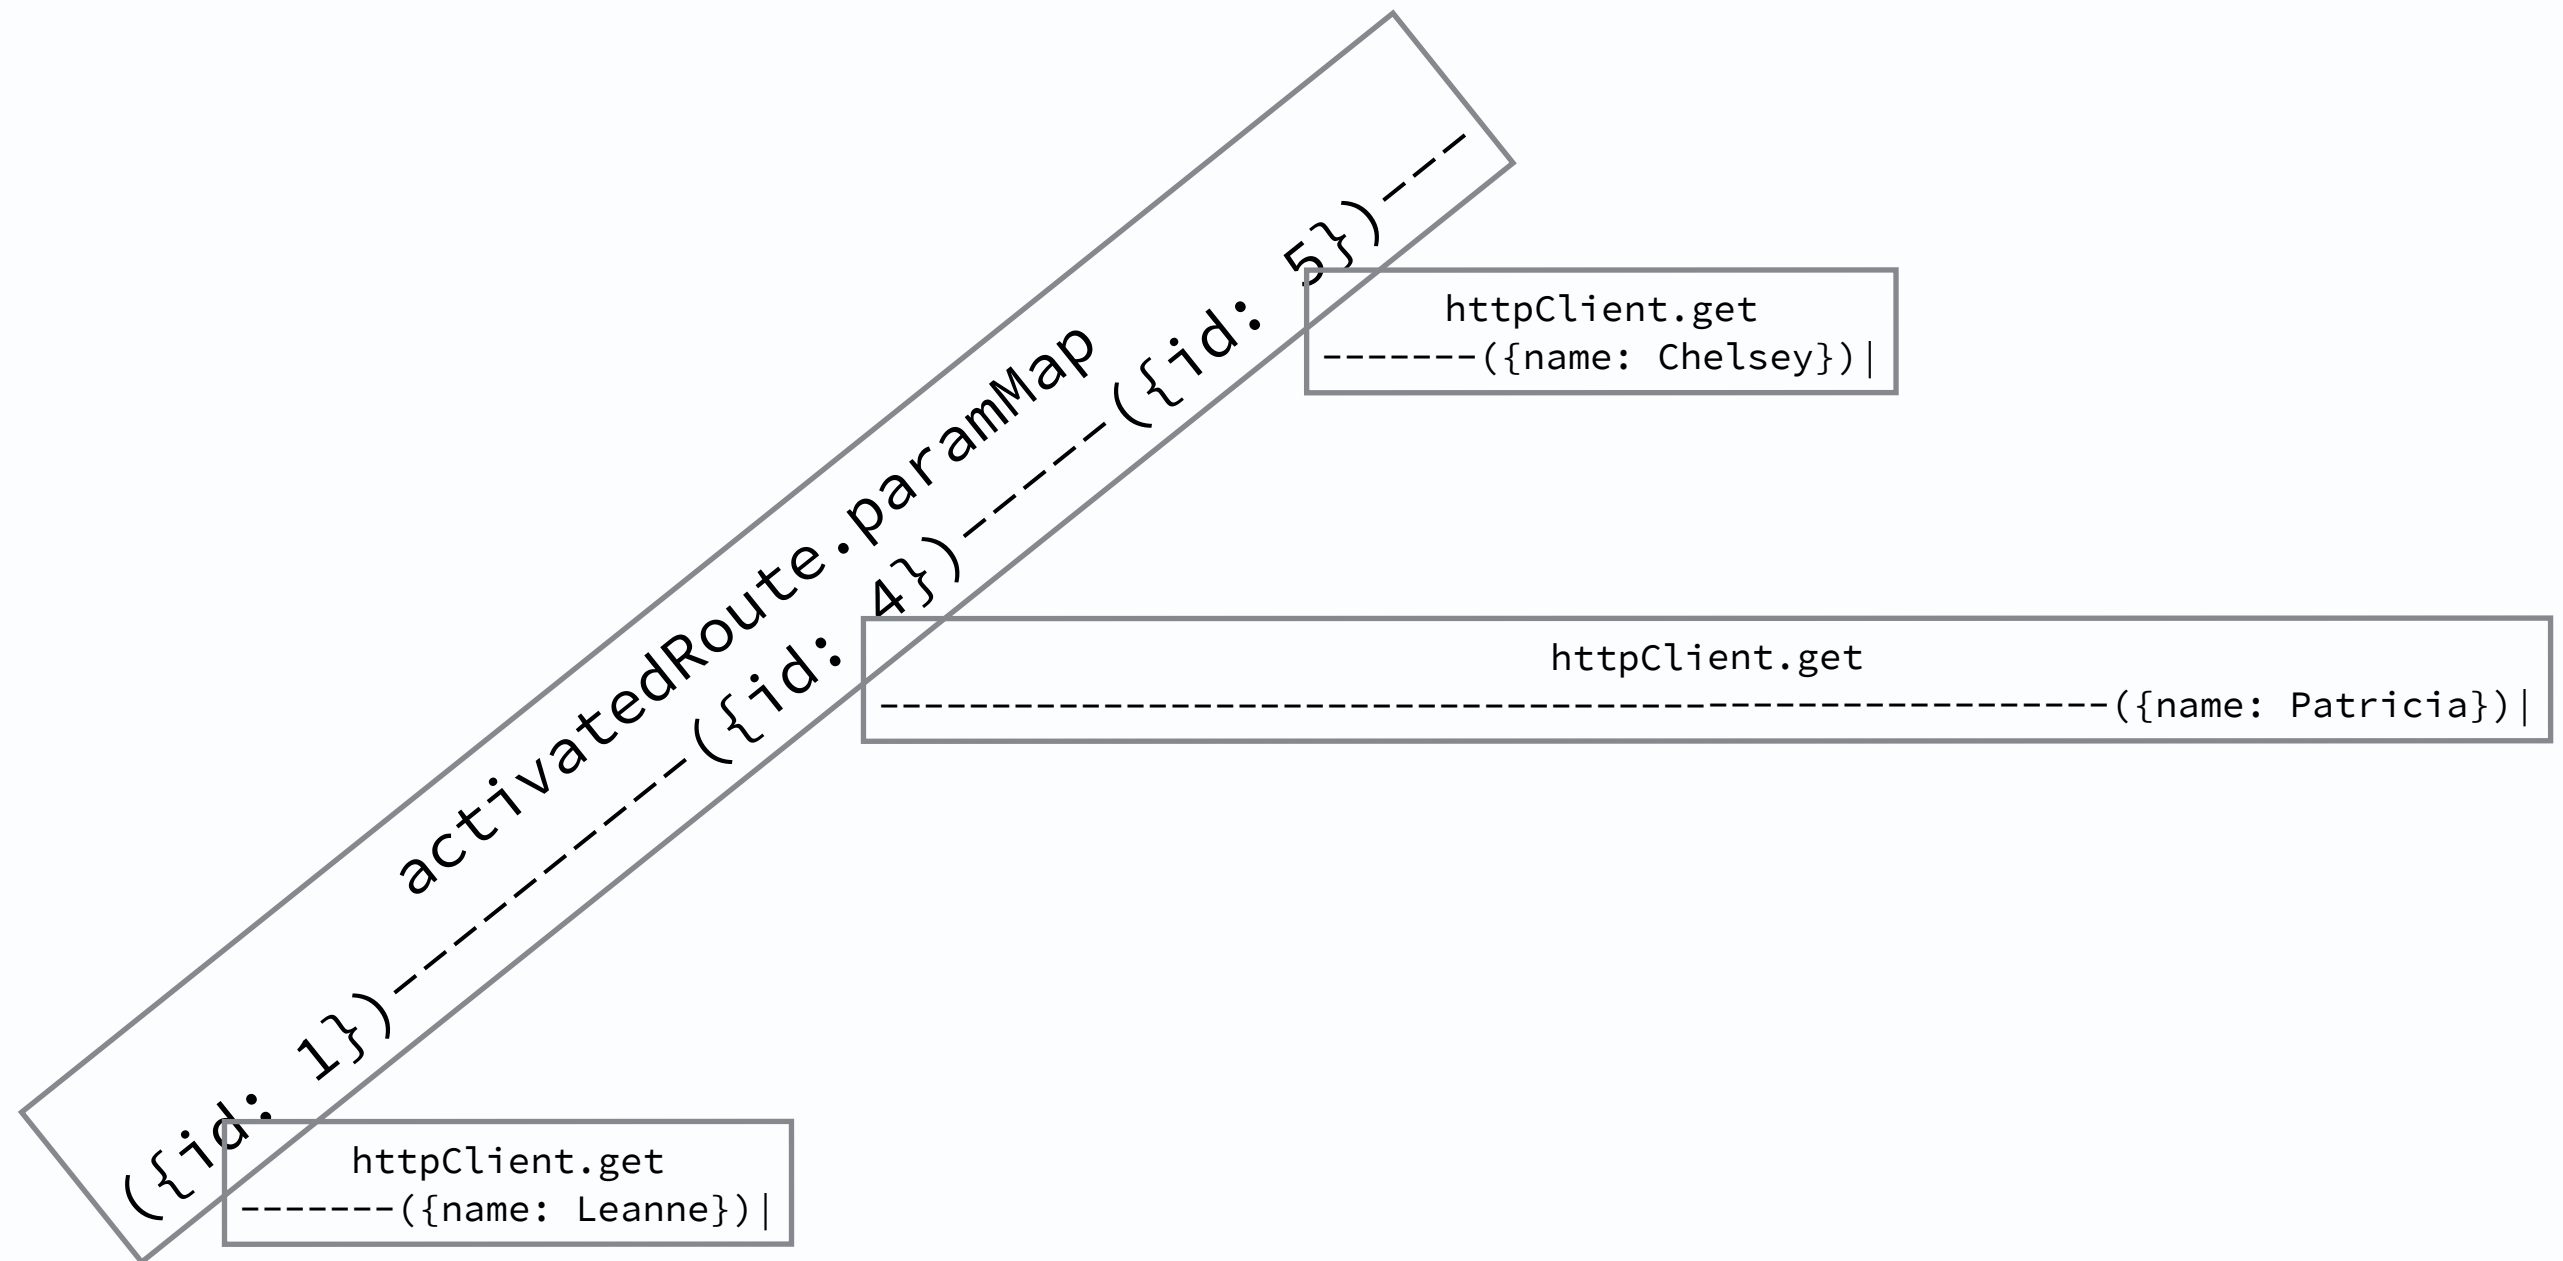 activatedRoute.paramMap
({id: 1})----------({id: 4})-----({id: 5})---
httpClient.get
-------({name: Chelsey})|
httpClient.get
-------------------------------------------------------({name: Patricia})|
httpClient.get
-------({name: Leanne})|